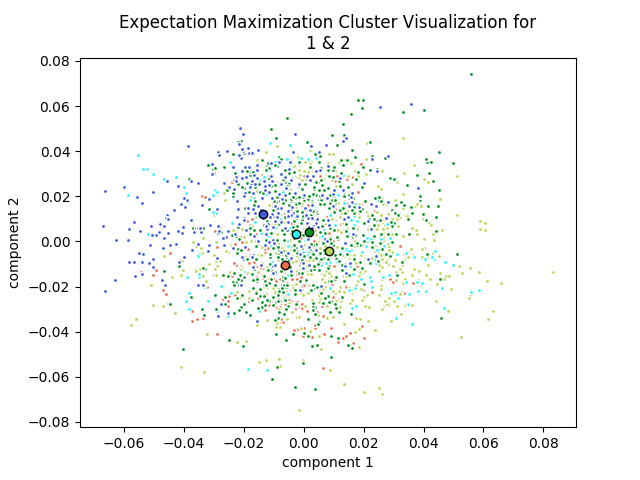 Expectation Maximization Cluster Visualization for
1 & 2
0.08
0.06
0.04
0.02
0.00
−0.02
−0.04
−0.06
−0.08
component 2
−0.06 −0.04 −0.02 0.00 0.02 0.04 0.06 0.08
component 1